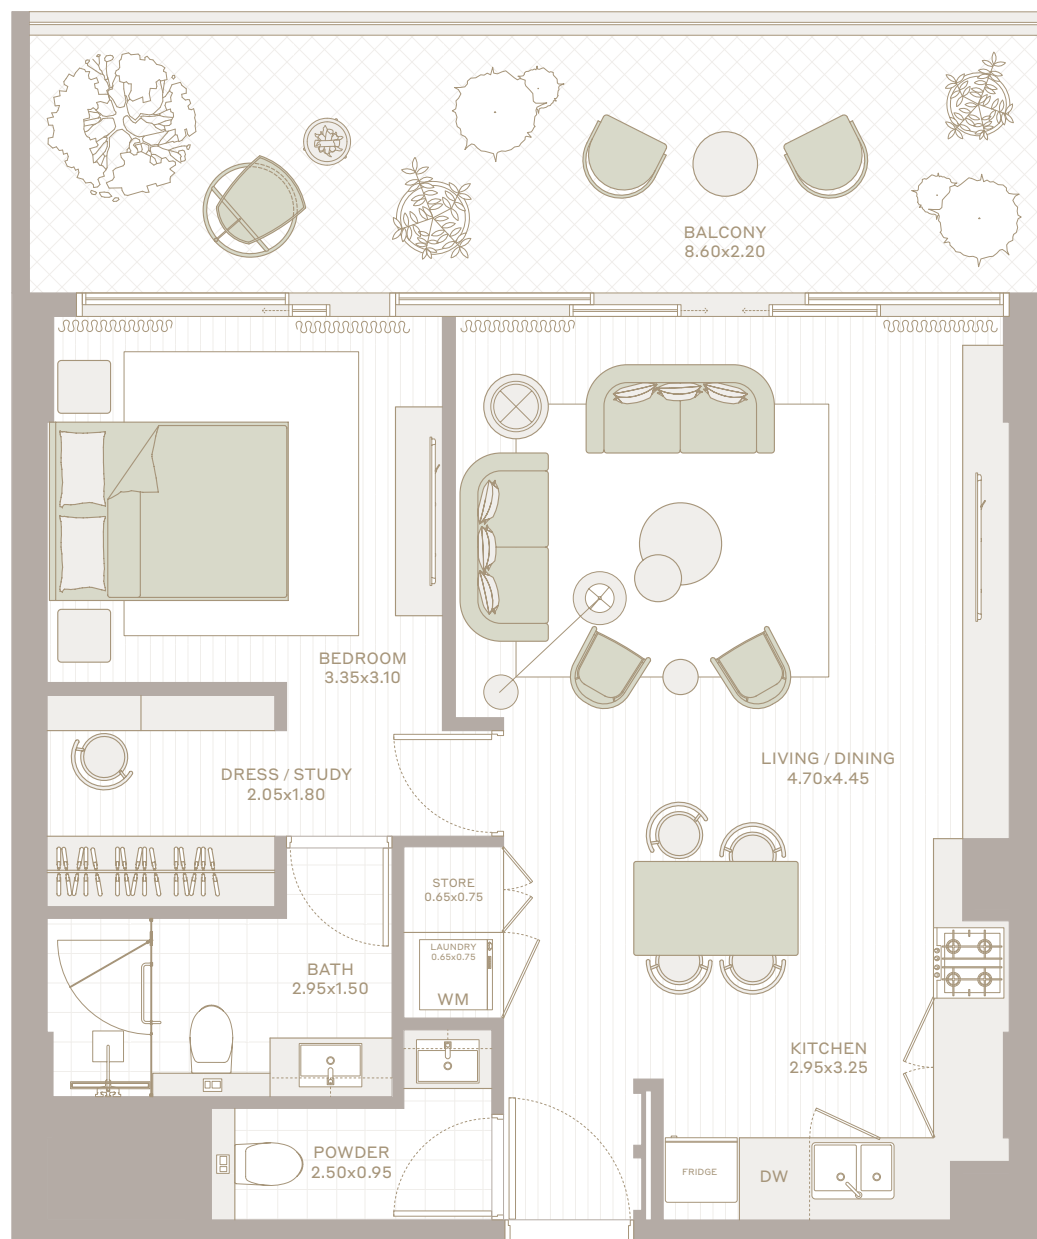 BALCONY
8.60x2.20
BEDROOM
3.35x3.10
DRESS / STUDY
2.05x1.80
LIVING / DINING
4.70x4.45
STORE
0.65x0.75
LAUNDRY
0.65x0.75
WM
BATH
2.95x1.50
KITCHEN
2.95x3.25
POWDER
2.50x0.95
FRIDGE
DW